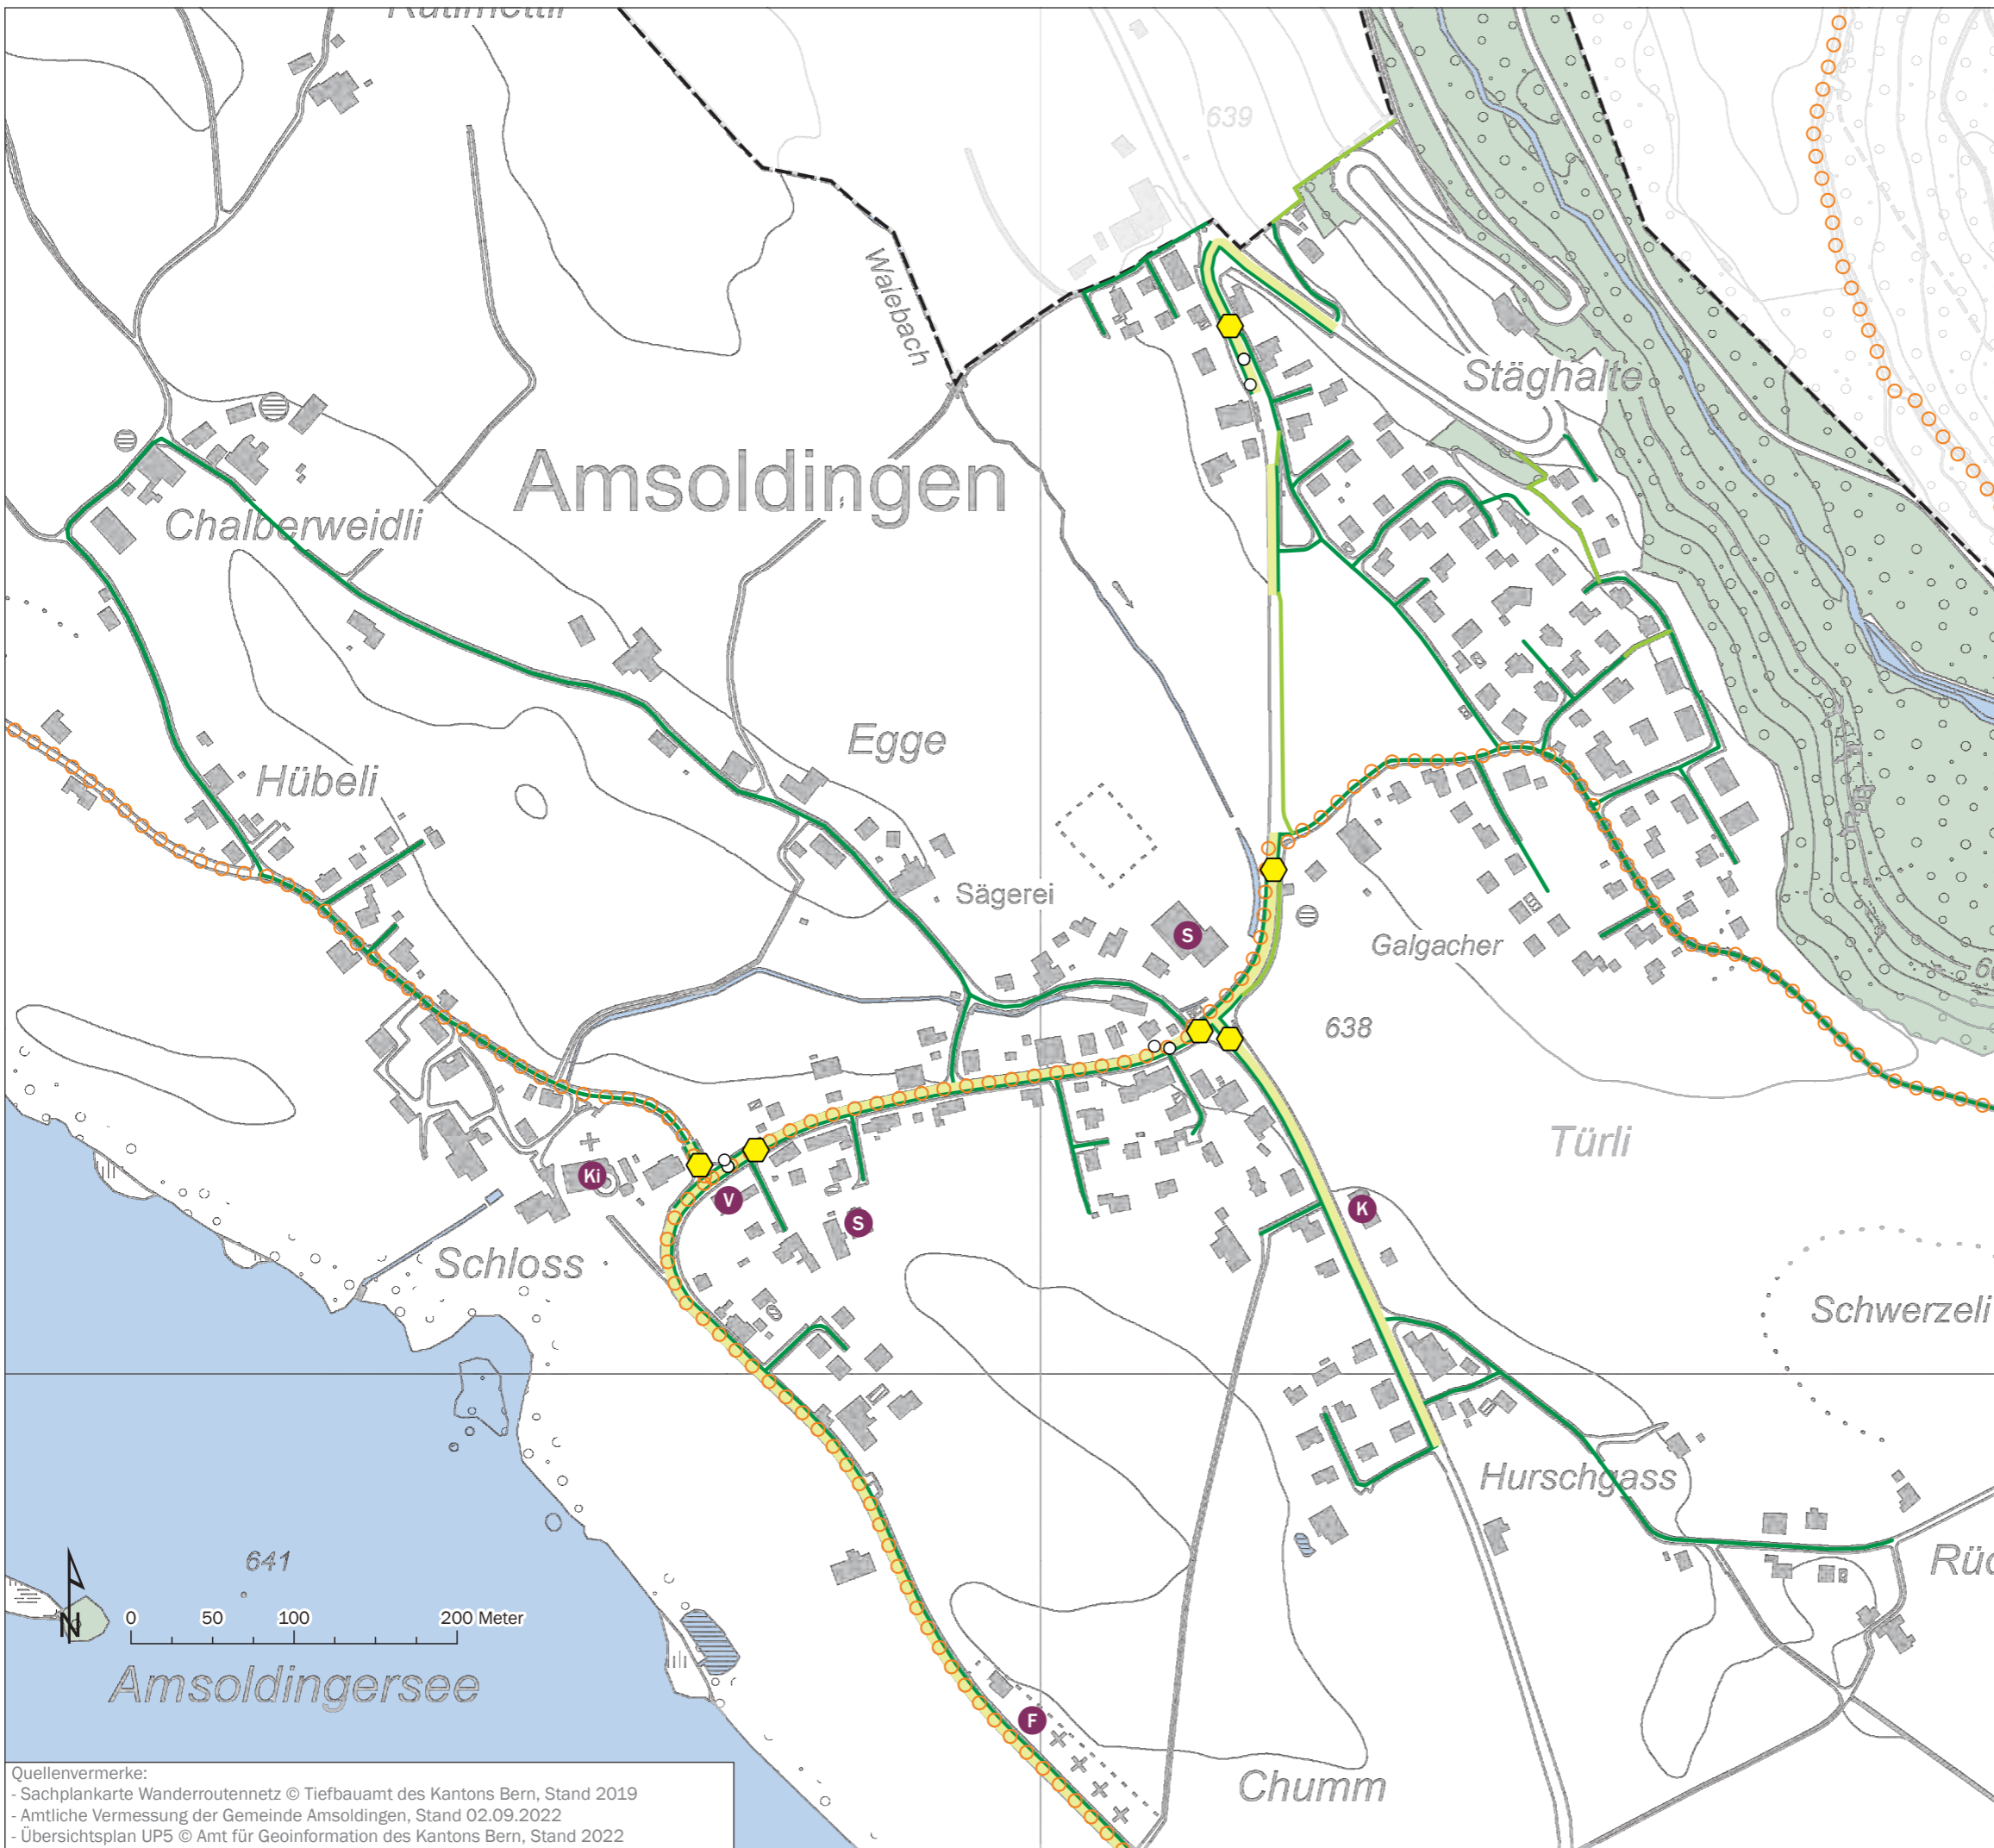 639
Walebach
Stäghalte
Amsoldingen
Chalberweidli
Egge
Hübeli
Sägerei
S
Galgacher
638
Türli
Ki
V
S
K
Schloss
Schwerzeli
Hurschgass
641
0 50 100 200 Meter
N
Amsoldingersee
F
Chumm
Quellenvermerke:
- Sachplankarte Wanderroutennetz © Tiefbauamt des Kantons Bern, Stand 2019
- Amtliche Vermessung der Gemeinde Amsoldingen, Stand 02.09.2022
- Übersichtsplan UP5 © Amt für Geoinformation des Kantons Bern, Stand 2022